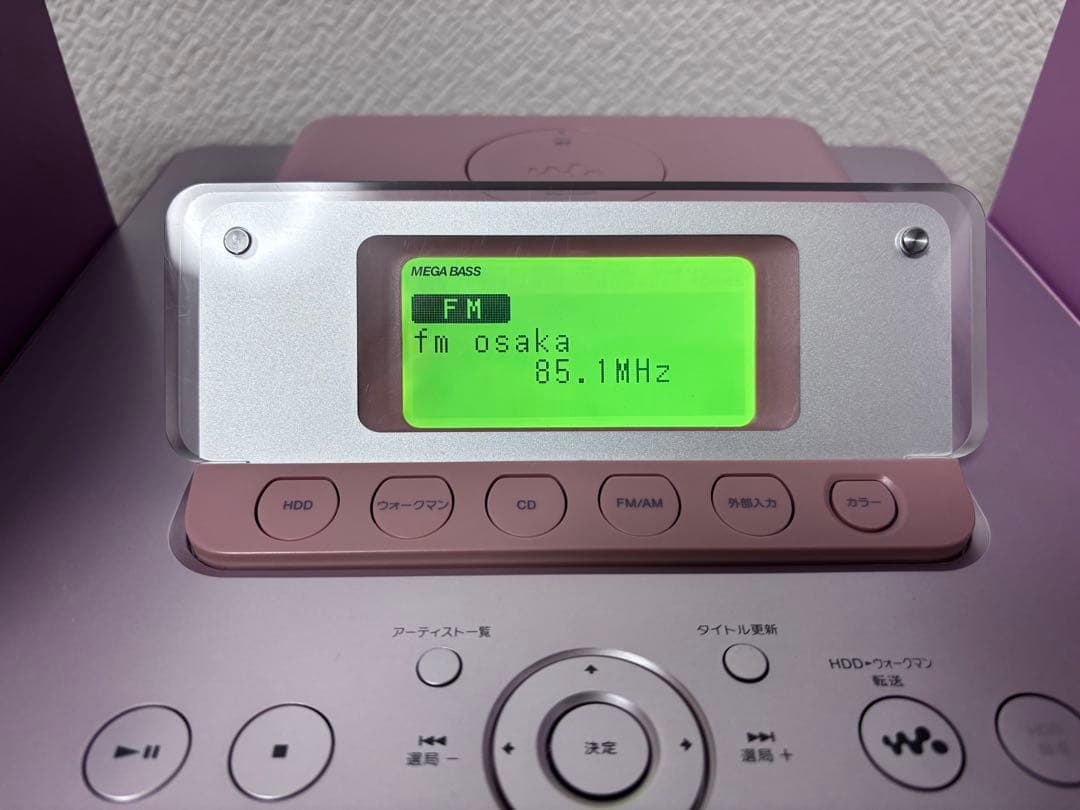 MEGA BASS
FM
fm osaka
85.1MHz
HDD
ウォークマン
CD
FM/AM
外部入力
カラー
アーティスト一覧
タイトル更新
HDD➨ウォークマン
転送
選局 −
決定
選局 +